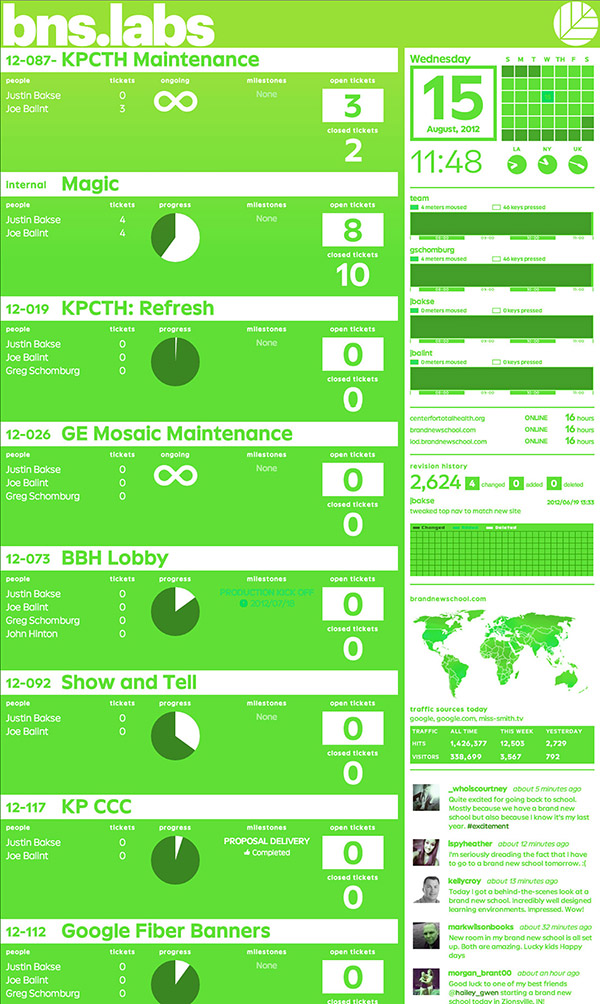 bns.labs
12-087- KPCTH Maintenance
people tickets ongoing milestones open tickets
Justin Bakse 0 None 3
Joe Balint 3
closed tickets
2
Internal Magic
people tickets progress milestones open tickets
Justin Bakse 4 None 8
Joe Balint 4
closed tickets
10
12-019 KPCTH: Refresh
people tickets progress milestones open tickets
Justin Bakse 0 None 0
Joe Balint 0
Greg Schomburg 0
closed tickets
0
12-026 GE Mosaic Maintenance
people tickets ongoing milestones open tickets
Justin Bakse 0 None 0
Joe Balint 0
Greg Schomburg 0
closed tickets
0
12-073 BBH Lobby
people tickets progress milestones open tickets
Justin Bakse 0 PRODUCTION KICK OFF 0
Joe Balint 0 2012/07/18
Greg Schomburg 0
John Hinton 0
closed tickets
0
12-092 Show and Tell
people tickets progress milestones open tickets
Justin Bakse 0 None 0
Joe Balint 0
closed tickets
0
12-117 KP CCC
people tickets progress milestones open tickets
Justin Bakse 0 PROPOSAL DELIVERY 0
Joe Balint 0 Completed
closed tickets
0
12-112 Google Fiber Banners
people tickets progress milestones open tickets
Justin Bakse 0 None 0
Joe Balint 0
Greg Schomburg 0
Wednesday
15
August, 2012
S M T W T F S
11:48
LA NY UK
team
4 meters moused 46 keys pressed
gschomburg
4 meters moused 46 keys pressed
jbakse
0 meters moused 0 keys pressed
jbalint
0 meters moused 0 keys pressed
centerfortotalhealth.org ONLINE 16 hours
brandnewschool.com ONLINE 16 hours
lod.brandnewschool.com ONLINE 16 hours
revision history
2,624 4 changed 0 added 0 deleted
jbakse 2012/06/19 13:33
tweaked top nav to match new site
Changed Added Deleted
brandnewschool.com
traffic sources today
google, google.com, miss-smith.tv
TRAFFIC ALL TIME THIS WEEK YESTERDAY
HITS 1,426,377 12,503 2,729
VISITORS 338,699 3,567 792
_whoiscourtney about 5 minutes ago
Quite excited for going back to school.
Mostly because we have a brand new
school but also because I know it's my last
year. #excitement
ispyheather about 12 minutes ago
I'm seriously dreading the fact that I have
to go to a brand new school tomorrow. :(
kellycroy about 13 minutes ago
Today I got a behind-the-scenes look at a
brand new school. Incredibly well designed
learning environments. Impressed. Wow!
markwilsonbooks about 32 minutes ago
New room in my brand new school is all set
up. Both are amazing. Lucky kids Happy
days
morgan_brant00 about an hour ago
Good luck to one of my best friends
@hailey_gwen starting a brand new
school today in Zionsville, IN!